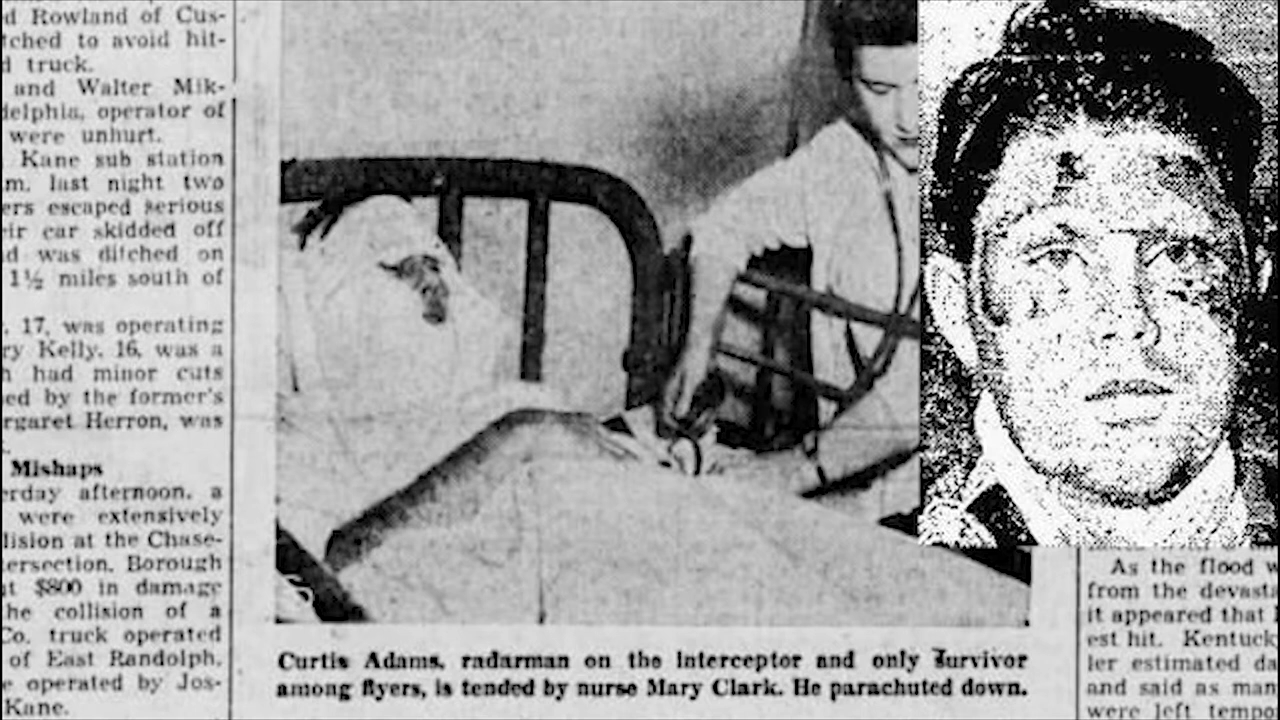 d Rowland of Cus-
tched to avoid hit-
d truck.
and Walter Mik-
delphia, operator of
were unhurt.
Kane sub station
.m. last night two
ers escaped serious
eir car skidded off
nd was ditched on
1½ miles south of
. 17, was operating
ry Kelly, 16, was a
h had minor cuts
ned by the former's
rgaret Herron, was
Mishaps
erday afternoon, a
were extensively
lision at the Chase-
tersection, Borough
t $800 in damage
he collision of a
Co. truck operated
of East Randolph,
e operated by Jos-
Kane.
Curtis Adams, radarman on the interceptor and only survivor
among flyers, is tended by nurse Mary Clark. He parachuted down.
As the flood w
from the devasta
it appeared that
est hit. Kentuck
ler estimated da
and said as man
were left tempo